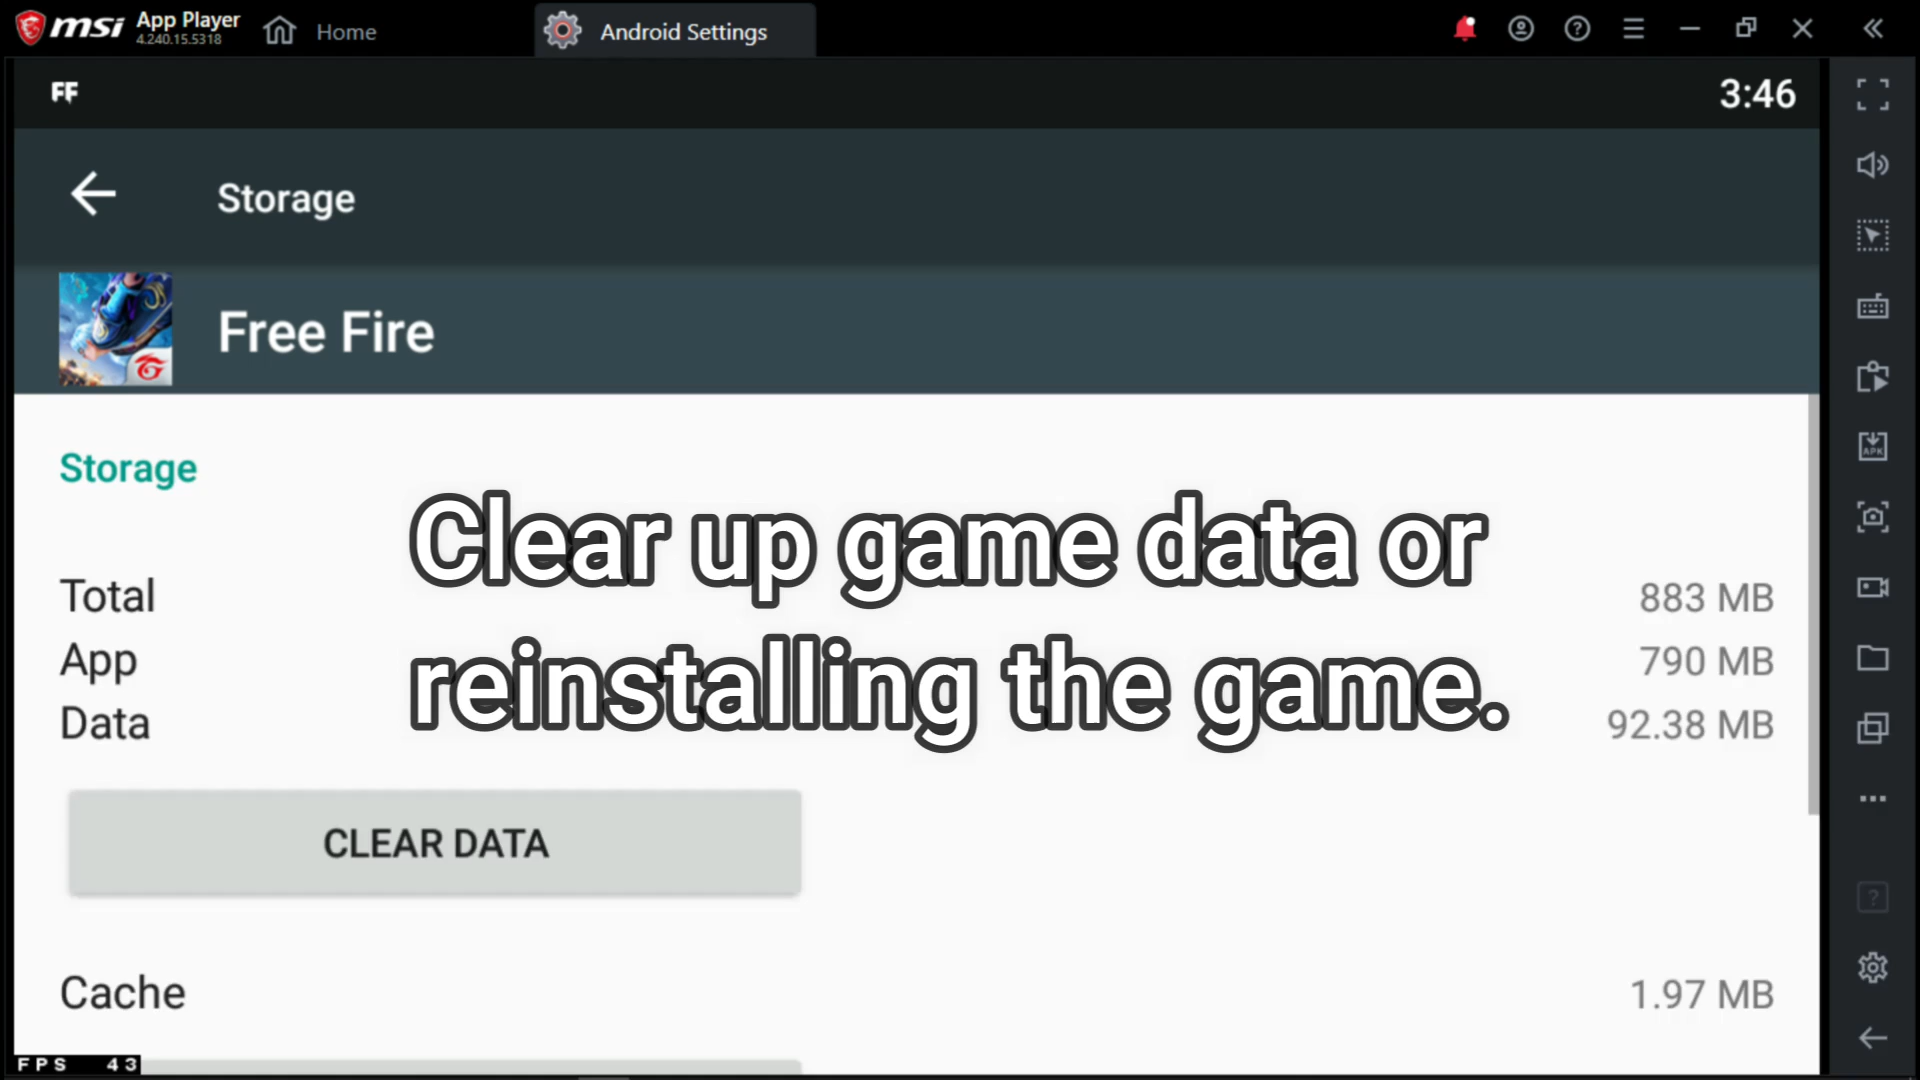 msi App Player
4.240.15.5318
Home
Android Settings
FF
3:46
Storage
Free Fire
Storage
Clear up game data or
reinstalling the game.
Total 883 MB
App 790 MB
Data 92.38 MB
CLEAR DATA
Cache 1.97 MB
FPS 43
APK